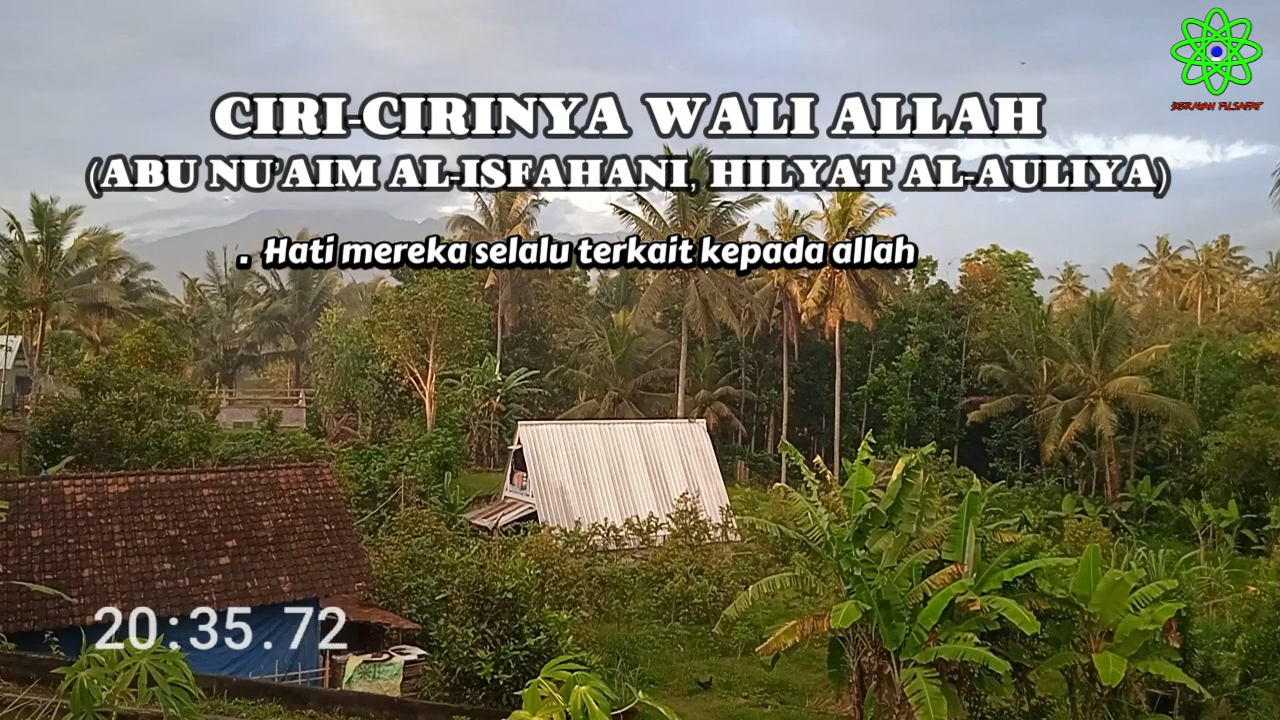 CIRI-CIRINYA WALI ALLAH
(ABU NU'AIM AL-ISFAHANI, HILYAT AL-AULIYA)
. Hati mereka selalu terkait kepada allah
20:35.72